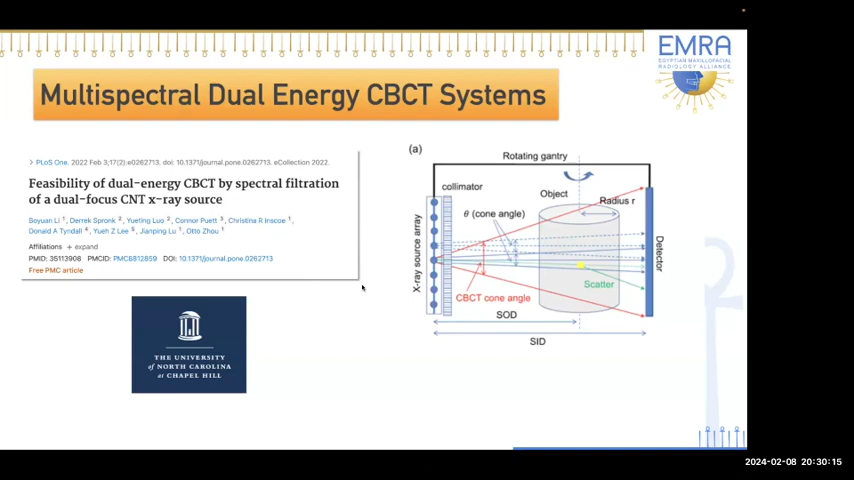 EMRA
EGYPTIAN MAXILLOFACIAL
RADIOLOGY ALLIANCE
Multispectral Dual Energy CBCT Systems
> PLoS One. 2022 Feb 3;17(2):e0262713. doi: 10.1371/journal.pone.0262713. eCollection 2022.
Feasibility of dual-energy CBCT by spectral filtration
of a dual-focus CNT x-ray source
Boyuan Li 1, Derrek Spronk 2, Yueting Luo 2, Connor Puett 3, Christina R Inscoe 1,
Donald A Tyndall 4, Yueh Z Lee 5, Jianping Lu 1, Otto Zhou 1
Affiliations + expand
PMID: 35113908 PMCID: PMC8812859 DOI: 10.1371/journal.pone.0262713
Free PMC article
THE UNIVERSITY
of NORTH CAROLINA
at CHAPEL HILL
(a)
Rotating gantry
collimator
Object
Radius r
θ (cone angle)
X-ray source array
Detector
Scatter
CBCT cone angle
SOD
SID
2024-02-08 20:30:15